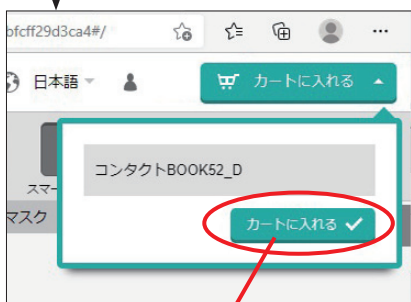 bfcff29d3ca4#/
日本語
カートに入れる
コンタクトBOOK52_D
スマー
マスク
カートに入れる